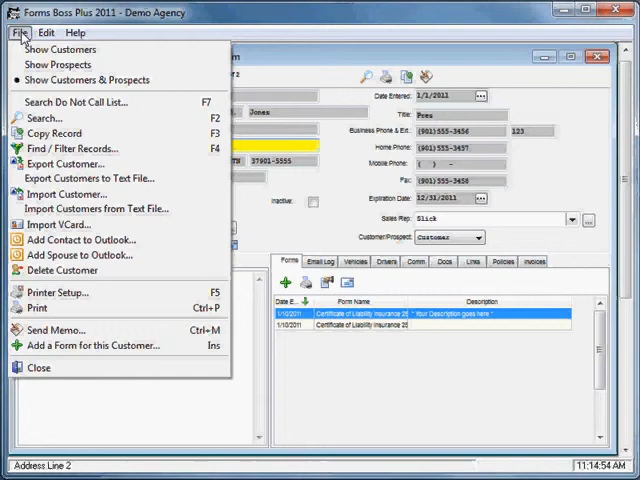 Forms Boss Plus 2011 - Demo Agency
File Edit Help
Show Customers
Show Prospects
Show Customers & Prospects
Search Do Not Call List... F7
Search... F2
Copy Record F3
Find / Filter Records... F4
Export Customer...
Export Customers to Text File...
Import Customer...
Import Customers from Text File...
Import VCard...
Add Contact to Outlook...
Add Spouse to Outlook...
Delete Customer
Printer Setup... F5
Print Ctrl+P
Send Memo... Ctrl+M
Add a Form for this Customer... Ins
Close
Jones
37901-5555
Inactive:
Date Entered: 1/1/2011
Title: Pres
Business Phone & Ext. (901)555-3456 123
Home Phone: (901)555-3457
Mobile Phone: ( ) -
Fax: (901)555-3458
Expiration Date: 12/31/2011
Sales Rep: Slick
Customer/Prospect: Customer
Forms Email Log Vehicles Drivers Comm. Docs Links Policies Invoices
Date E... Form Name Description
1/10/2011 Certificate of Liability Insurance 25 * Your Description goes here *
1/10/2011 Certificate of Liability Insurance 25
Address Line 2 11:14:54 AM